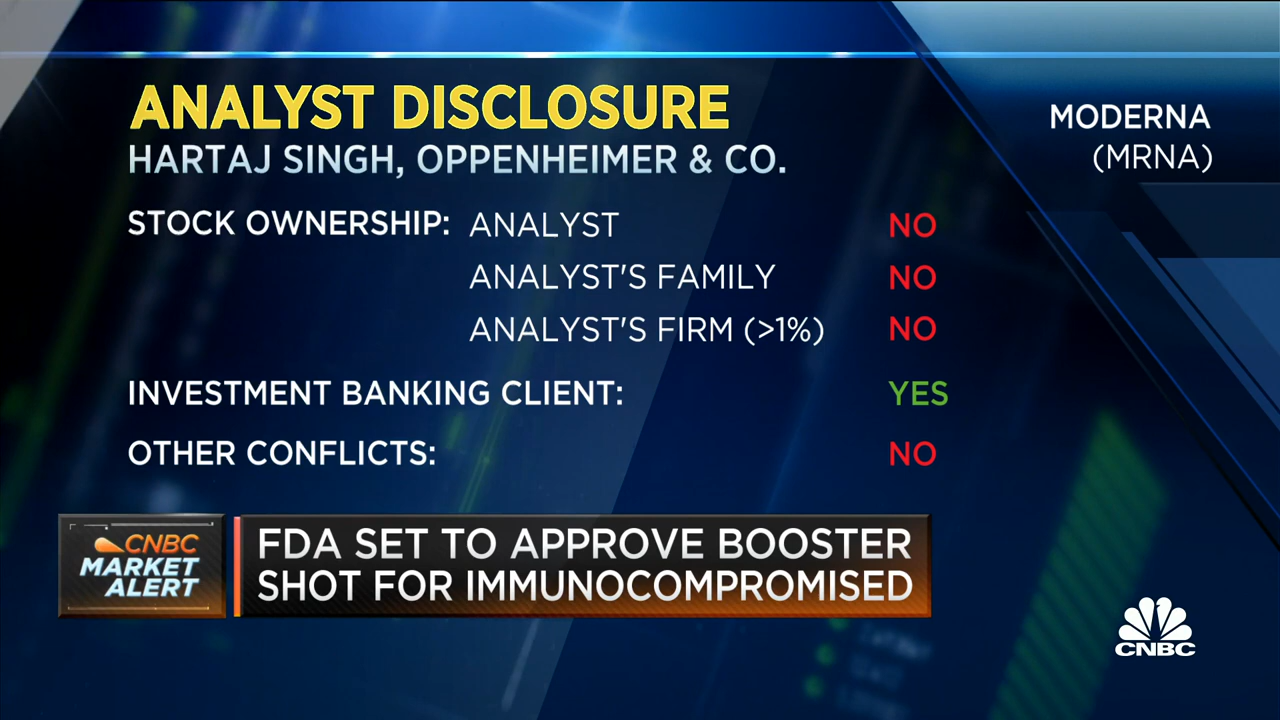 ANALYST DISCLOSURE
HARTAJ SINGH, OPPENHEIMER & CO.
MODERNA
(MRNA)
STOCK OWNERSHIP: ANALYST NO
ANALYST'S FAMILY NO
ANALYST'S FIRM (>1%) NO
INVESTMENT BANKING CLIENT: YES
OTHER CONFLICTS: NO
CNBC
MARKET
ALERT
FDA SET TO APPROVE BOOSTER
SHOT FOR IMMUNOCOMPROMISED
CNBC